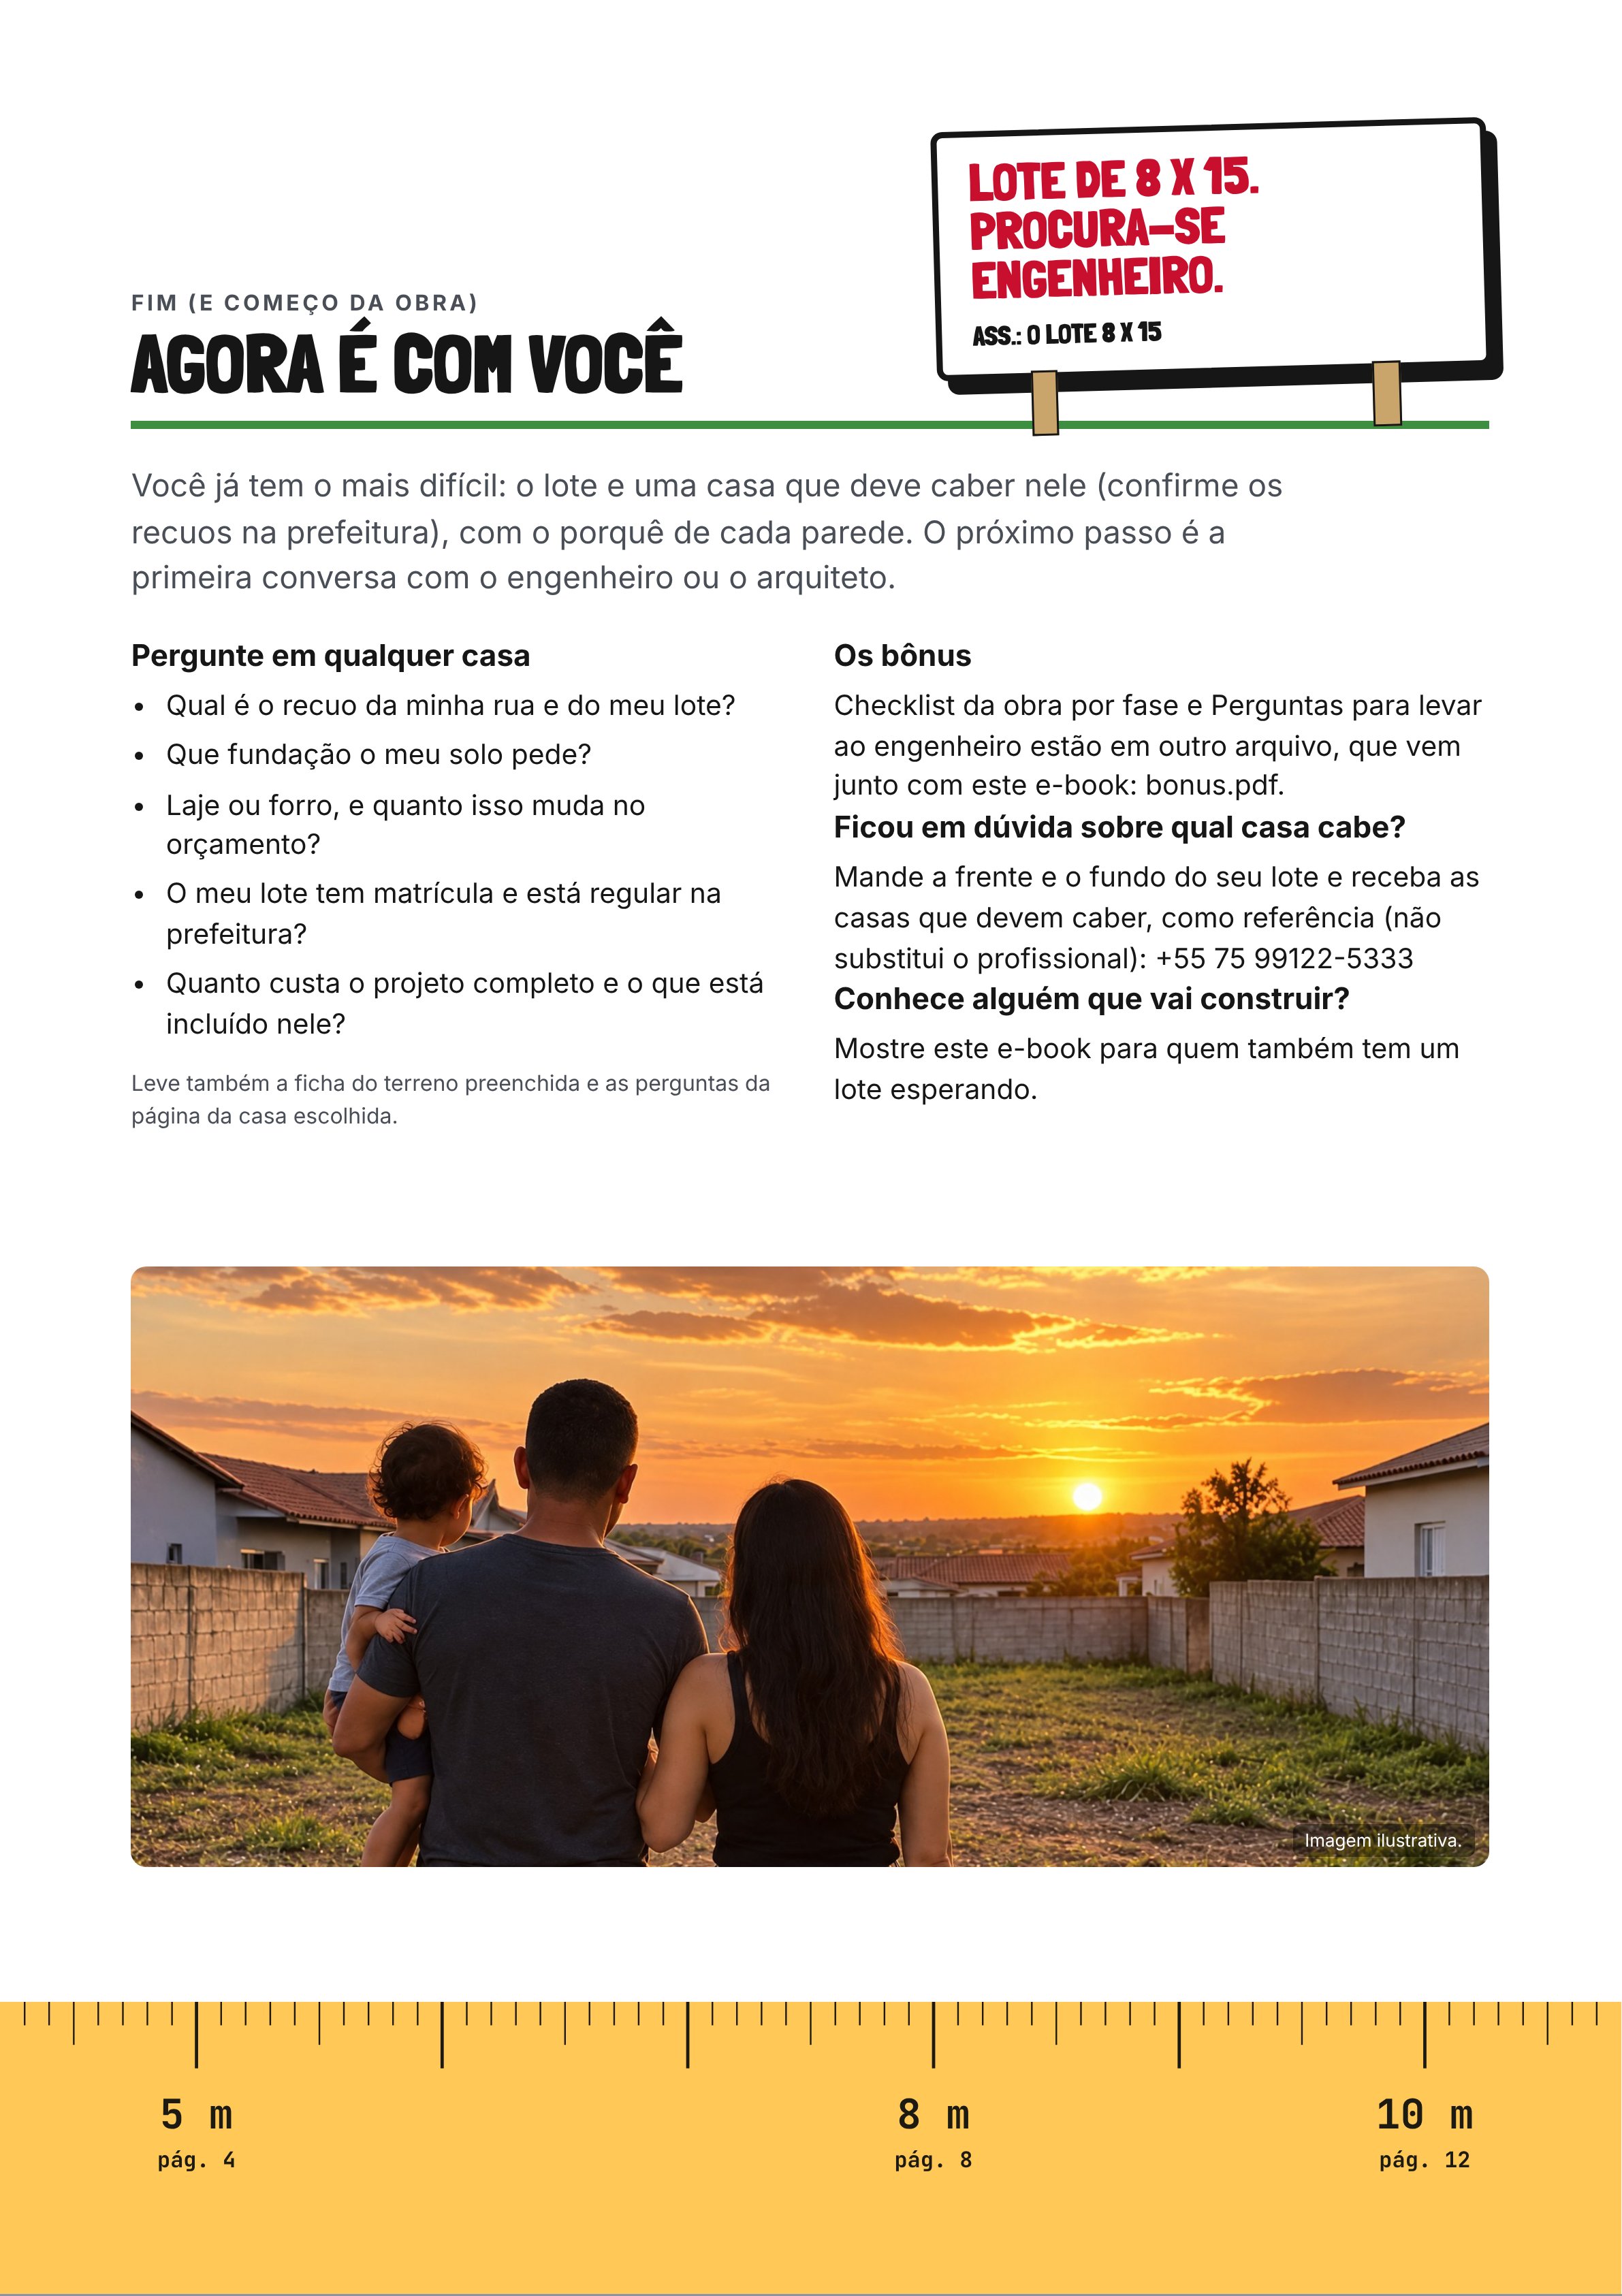 LOTE DE 8 X 15.
PROCURA-SE
ENGENHEIRO.
ASS.: O LOTE 8 X 15
FIM (E COMEÇO DA OBRA)
AGORA É COM VOCÊ
Você já tem o mais difícil: o lote e uma casa que deve caber nele (confirme os
recuos na prefeitura), com o porquê de cada parede. O próximo passo é a
primeira conversa com o engenheiro ou o arquiteto.
Pergunte em qualquer casa
• Qual é o recuo da minha rua e do meu lote?
• Que fundação o meu solo pede?
• Laje ou forro, e quanto isso muda no
orçamento?
• O meu lote tem matrícula e está regular na
prefeitura?
• Quanto custa o projeto completo e o que está
incluído nele?
Leve também a ficha do terreno preenchida e as perguntas da
página da casa escolhida.
Os bônus
Checklist da obra por fase e Perguntas para levar
ao engenheiro estão em outro arquivo, que vem
junto com este e-book: bonus.pdf.
Ficou em dúvida sobre qual casa cabe?
Mande a frente e o fundo do seu lote e receba as
casas que devem caber, como referência (não
substitui o profissional): +55 75 99122-5333
Conhece alguém que vai construir?
Mostre este e-book para quem também tem um
lote esperando.
Imagem ilustrativa.
5 m
pág. 4
8 m
pág. 8
10 m
pág. 12